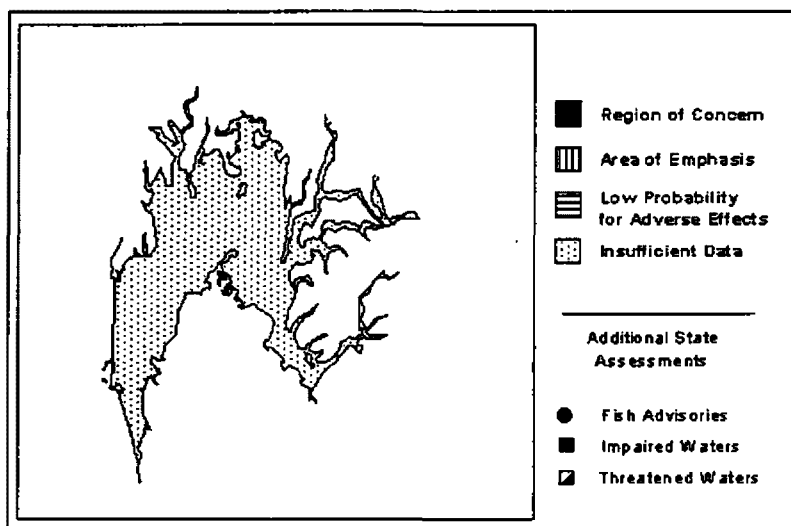 Region of Concern
Area of Emphasis
Low Probability
for Adverse Effects
Insufficient Data
Additional State
Assessments
Fish Advisories
Impaired Waters
Threatened Waters